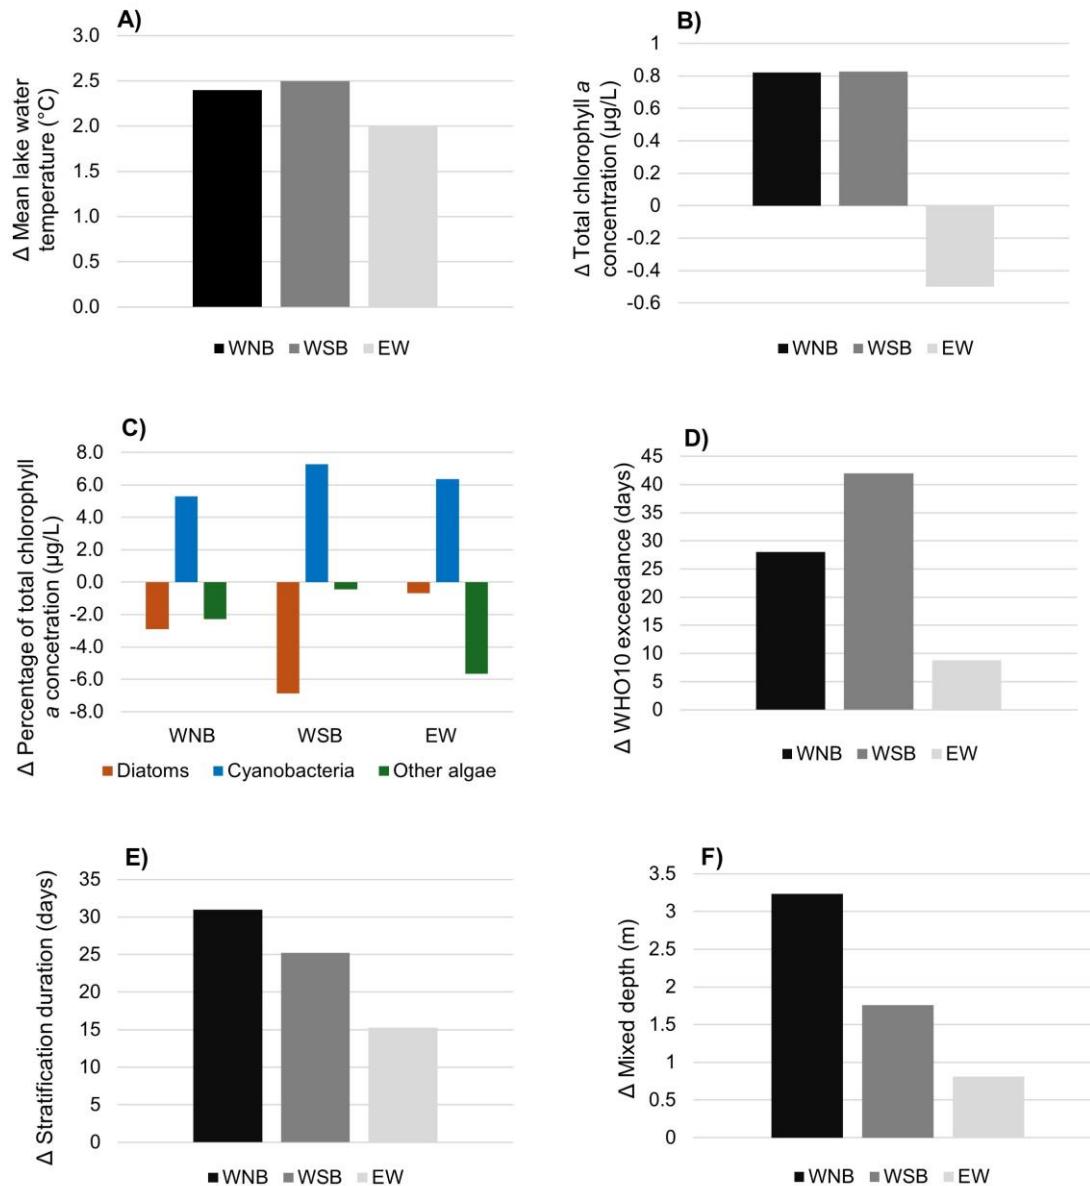 A)
Δ Mean lake water
temperature (°C)
3.0
2.5
2.0
1.5
1.0
0.5
0.0
WNB WSB EW
B)
Δ Total chlorophyll a
concentration (µg/L)
1
0.8
0.6
0.4
0.2
0
-0.2
-0.4
-0.6
WNB WSB EW
C)
Δ Percentage of total chlorophyll
a concetration (µg/L)
8.0
6.0
4.0
2.0
0.0
-2.0
-4.0
-6.0
-8.0
WNB WSB EW
Diatoms Cyanobacteria Other algae
D)
Δ WHO10 exceedance (days)
45
40
35
30
25
20
15
10
5
0
WNB WSB EW
E)
Δ Stratification duration (days)
35
30
25
20
15
10
5
0
WNB WSB EW
F)
Δ Mixed depth (m)
3.5
3
2.5
2
1.5
1
0.5
0
WNB WSB EW